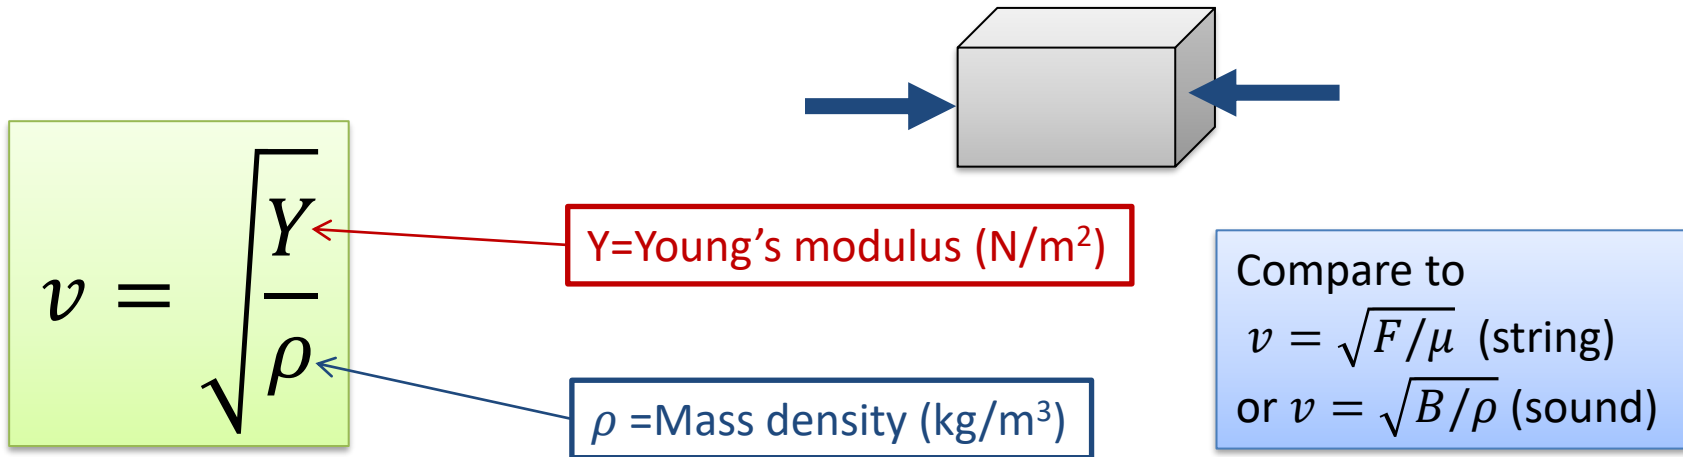 v = √(Y/ρ)
Y=Young’s modulus (N/m²)
ρ =Mass density (kg/m³)
Compare to
v = √(F/μ) (string)
or v = √(B/ρ) (sound)